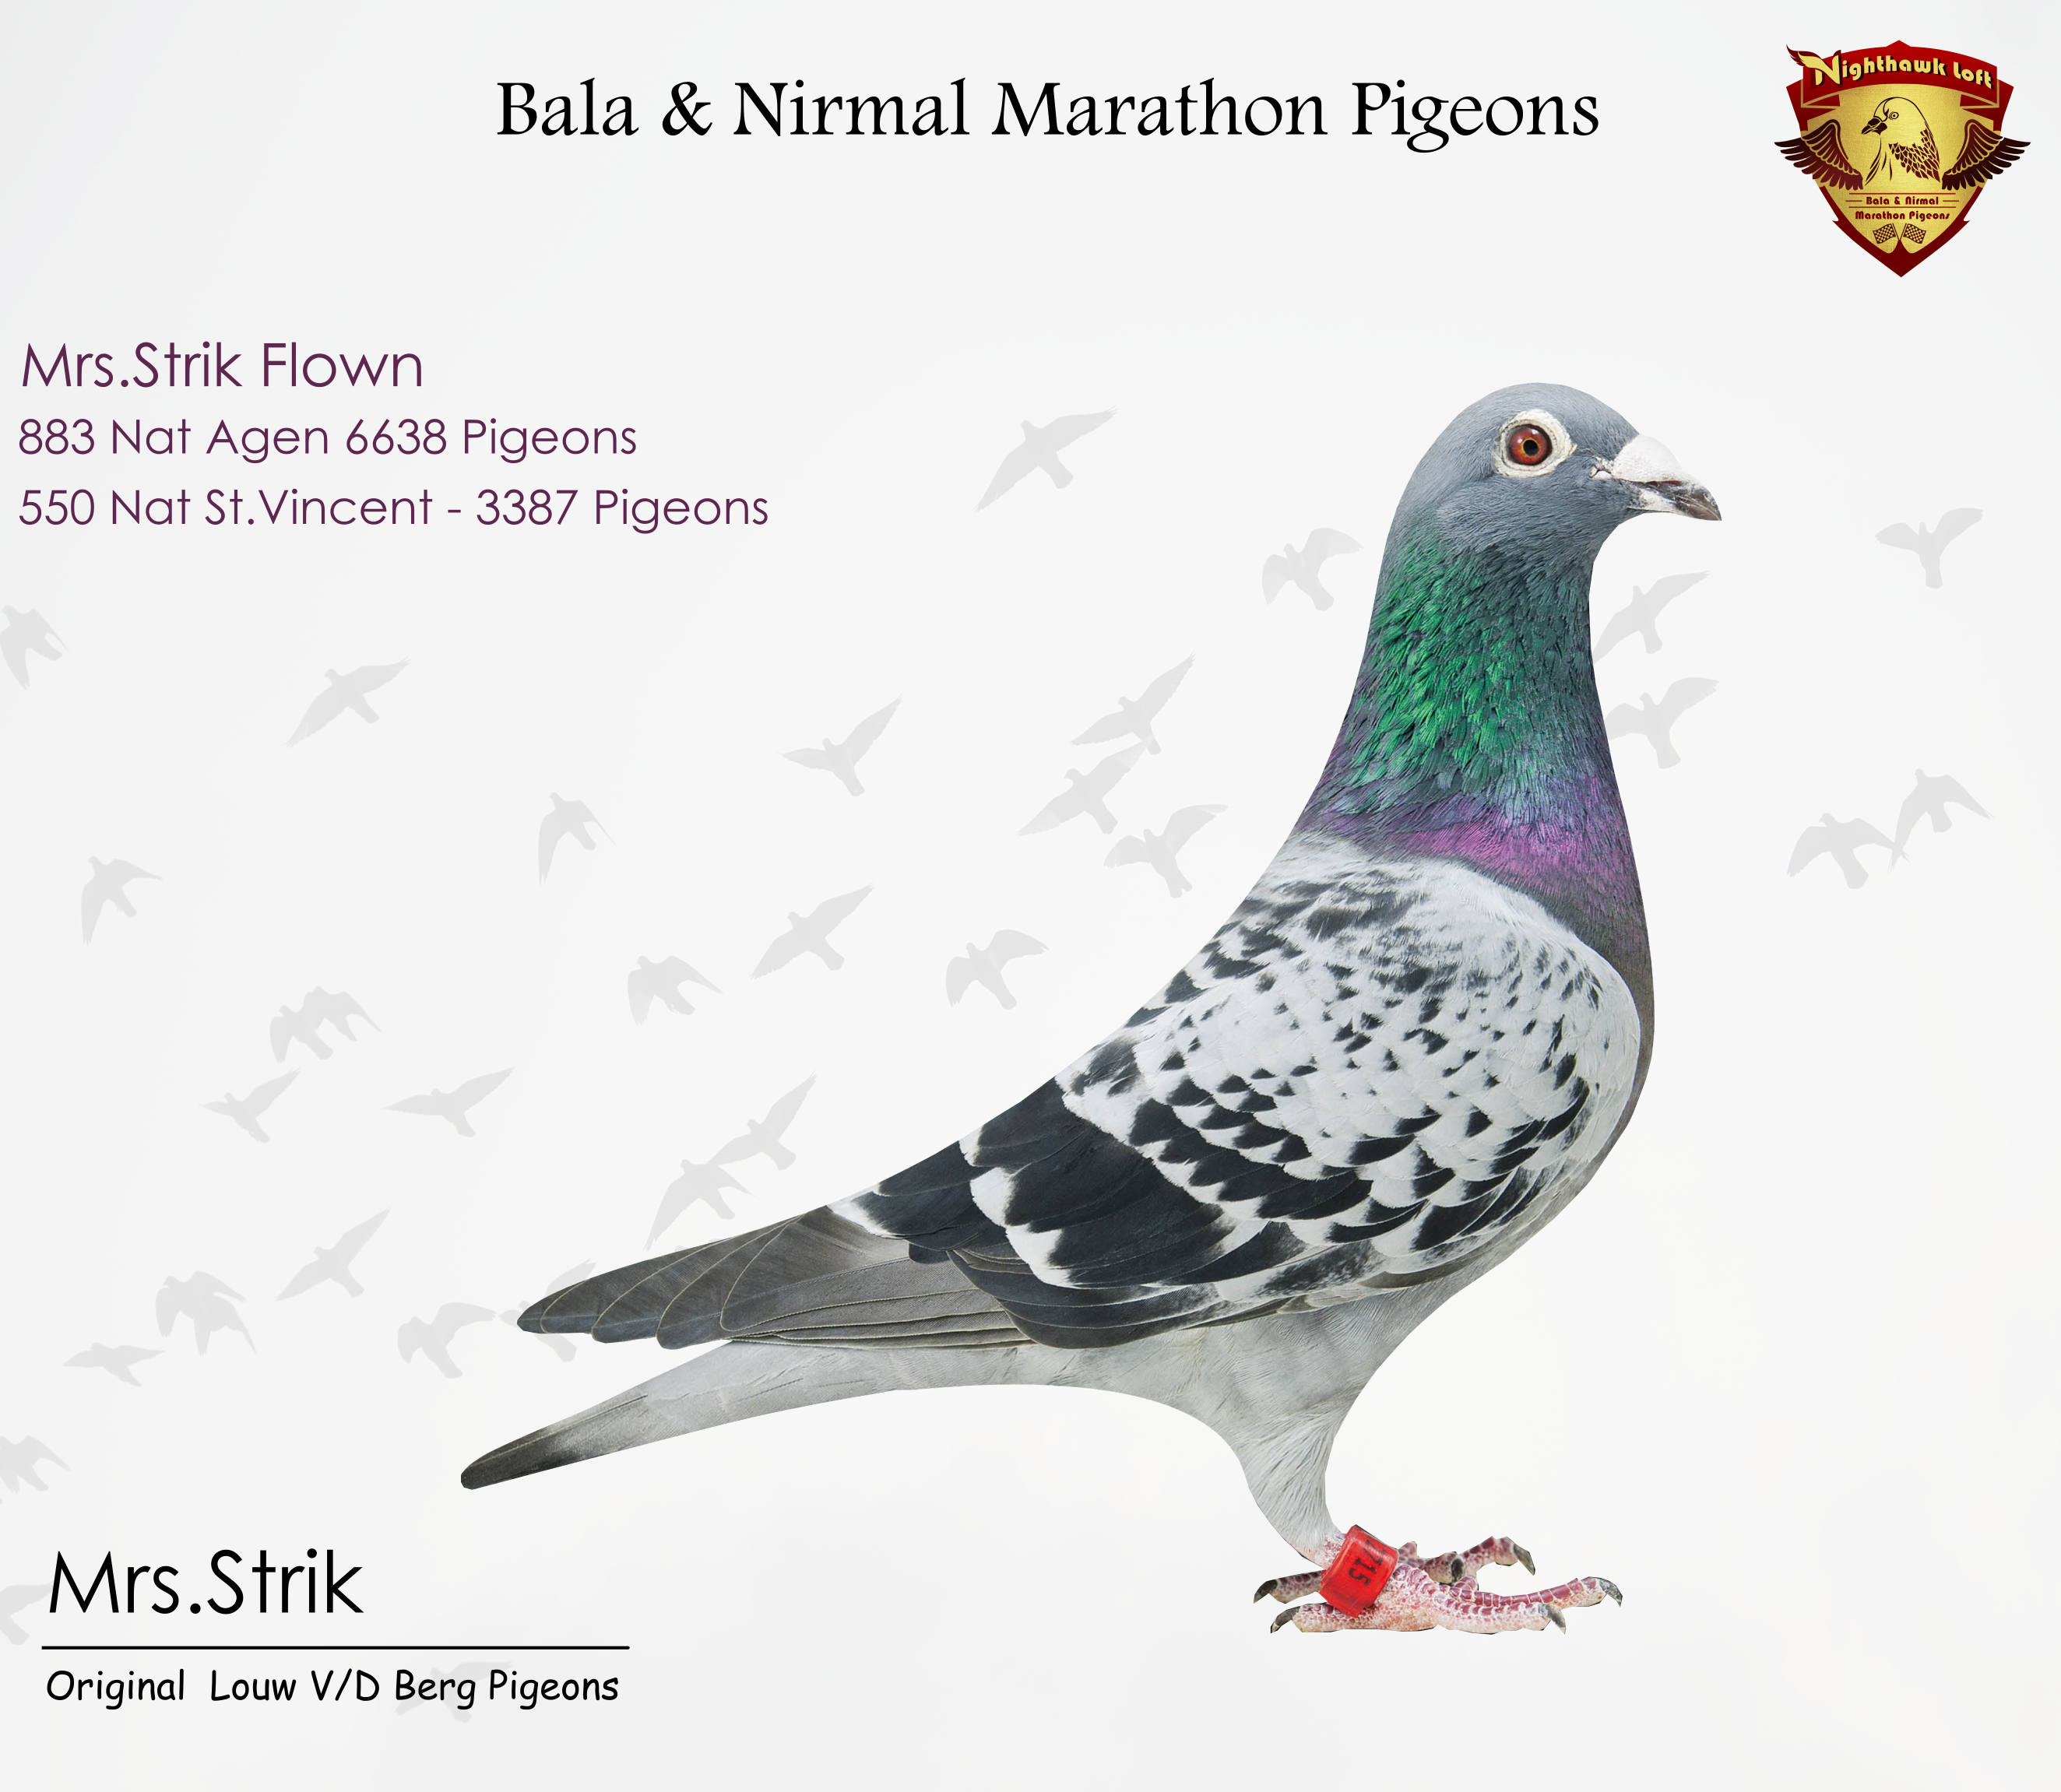 Bala & Nirmal Marathon Pigeons
Nighthawk Loft
Bala & Nirmal
Marathon Pigeons
Mrs.Strik Flown
883 Nat Agen 6638 Pigeons
550 Nat St.Vincent - 3387 Pigeons
715
Mrs.Strik
Original Louw V/D Berg Pigeons